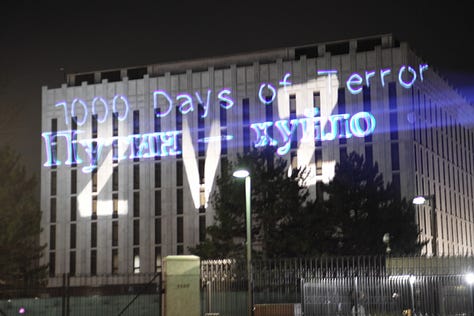 1000 Days of Terror
Путин – хуйло
Z V Z